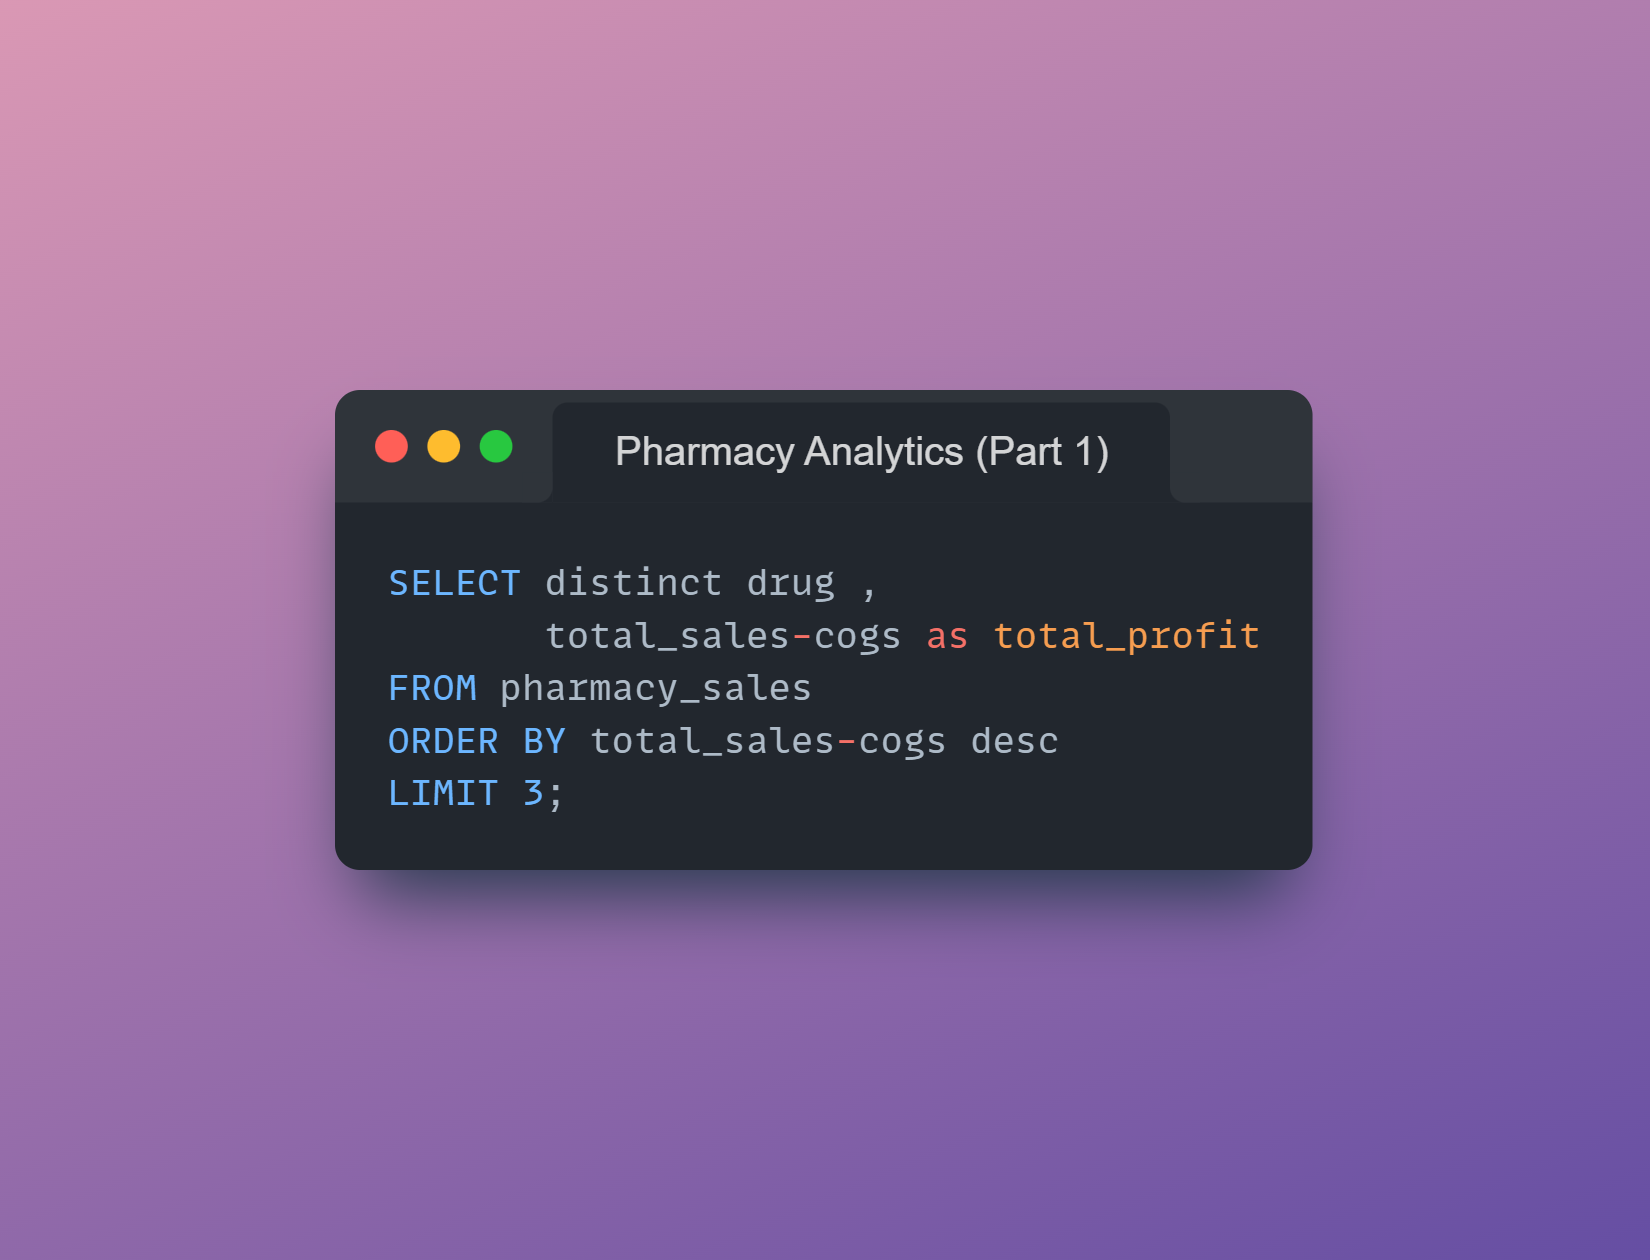 Pharmacy Analytics (Part 1)
SELECT distinct drug ,
       total_sales-cogs as total_profit
FROM pharmacy_sales
ORDER BY total_sales-cogs desc
LIMIT 3;